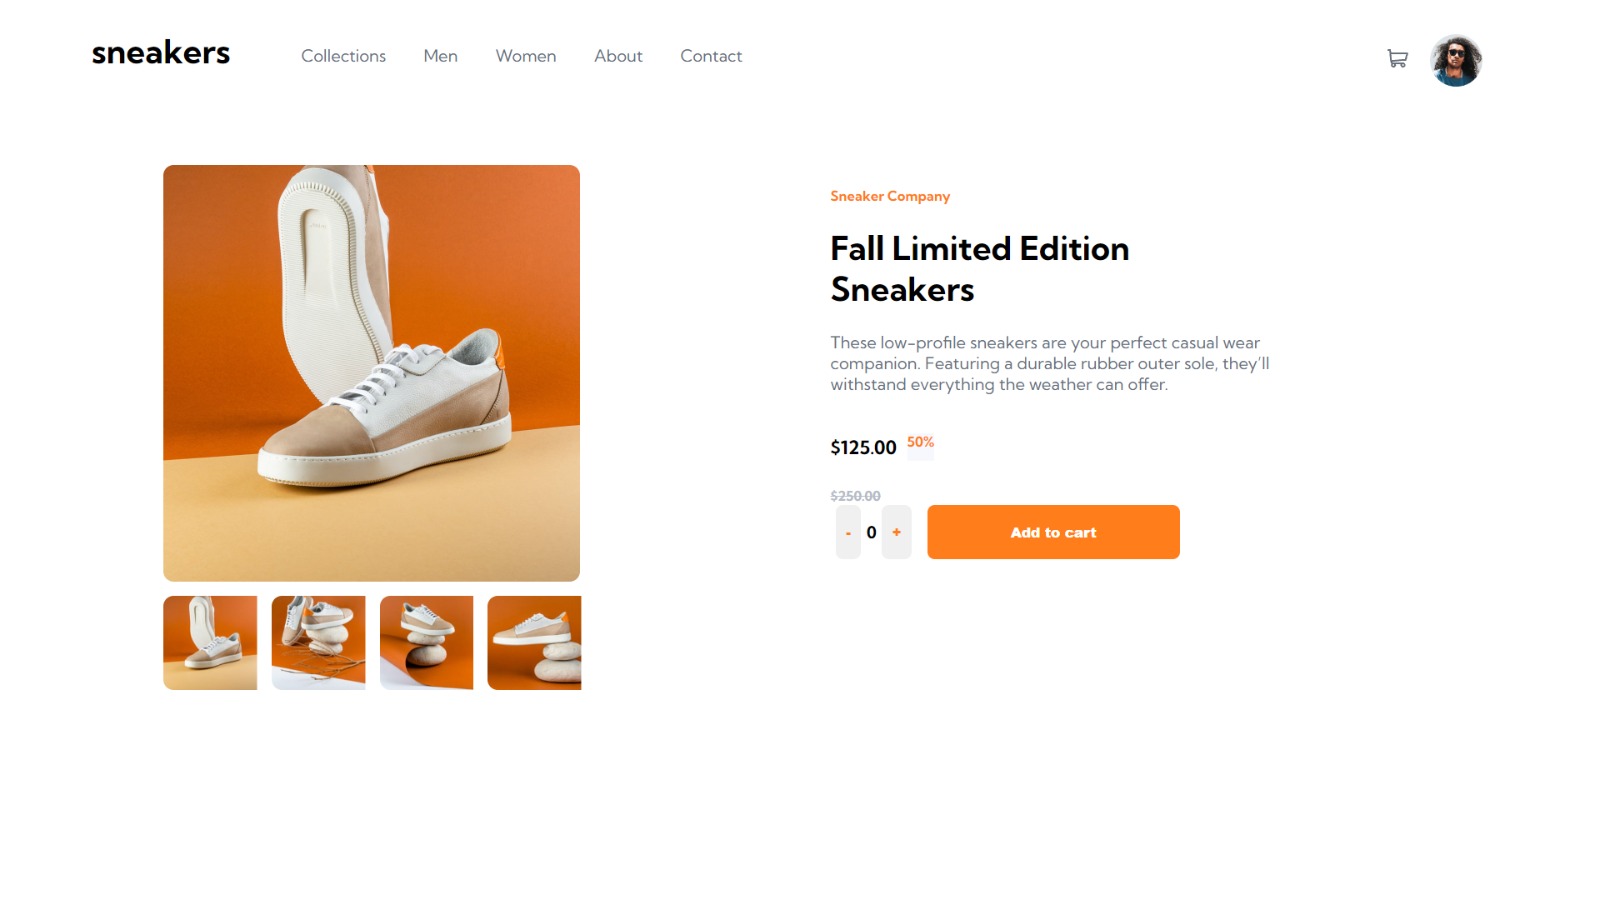 sneakers
Collections Men Women About Contact
Sneaker Company
Fall Limited Edition
Sneakers
These low-profile sneakers are your perfect casual wear
companion. Featuring a durable rubber outer sole, they’ll
withstand everything the weather can offer.
$125.00 50%
$250.00
- 0 + Add to cart